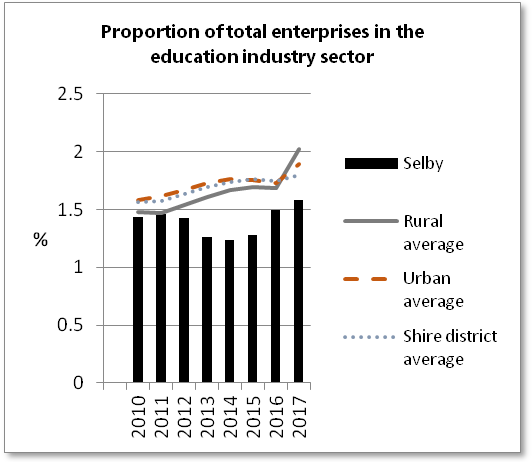 Proportion of total enterprises in the
education industry sector
2.5
2
1.5
1
0.5
0
%
2010
2011
2012
2013
2014
2015
2016
2017
Selby
Rural
average
Urban
average
Shire district
average